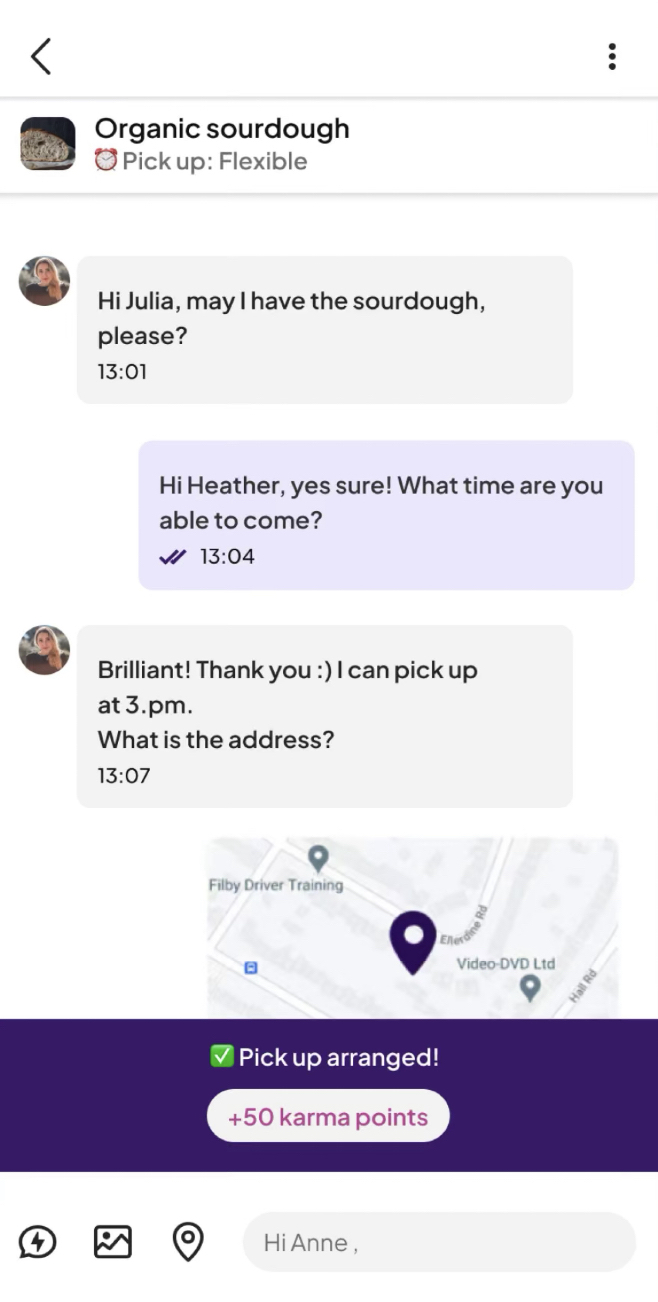 Organic sourdough
⏰ Pick up: Flexible
Hi Julia, may I have the sourdough,
please?
13:01
Hi Heather, yes sure! What time are you
able to come?
13:04
Brilliant! Thank you :) I can pick up
at 3.pm.
What is the address?
13:07
Filby Driver Training
Ellerdine Rd
Video-DVD Ltd
Hall Rd
✅ Pick up arranged!
+50 karma points
Hi Anne ,